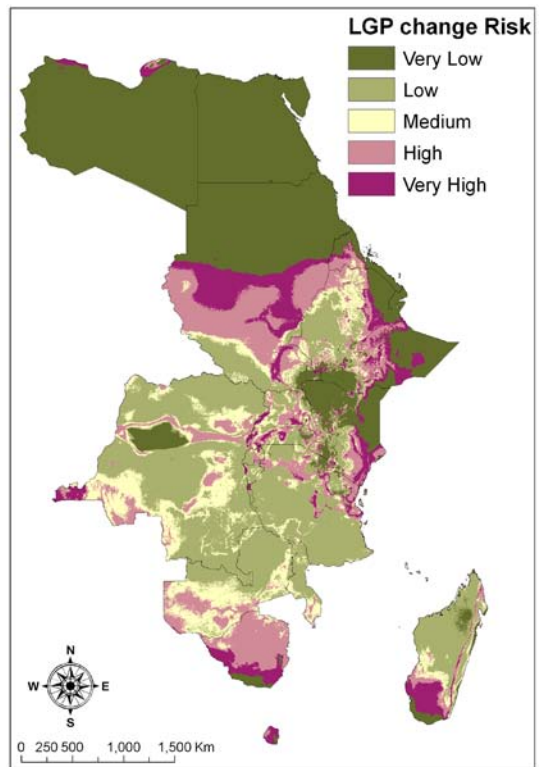 LGP change Risk
Very Low
Low
Medium
High
Very High
N
W E
S
0 250 500 1,000 1,500 Km